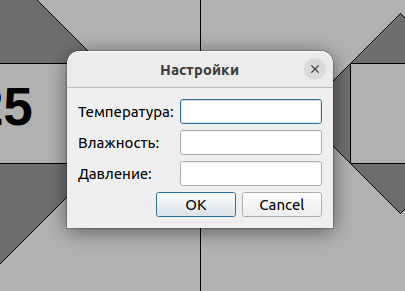 Настройки
25
Температура:
Влажность:
Давление:
OK Cancel